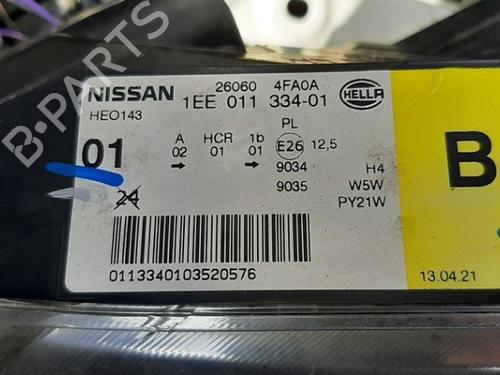 B-PARTS
NISSAN 26060 4FA0A
1EE 011 334-01 HELLA
HEO143 PL
01 A HCR 1b E26 12,5
02 → 01 → 01
9034 H4
9035 W5W
24 PY21W
0113340103520576
B
13.04.21